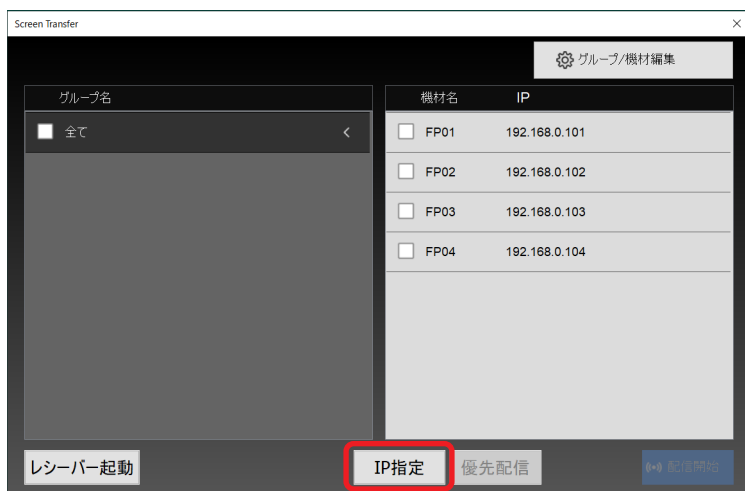 Screen Transfer
グループ/機材編集
グループ名
全て
機材名 IP
FP01 192.168.0.101
FP02 192.168.0.102
FP03 192.168.0.103
FP04 192.168.0.104
レシーバー起動 IP指定 優先配信 配信開始